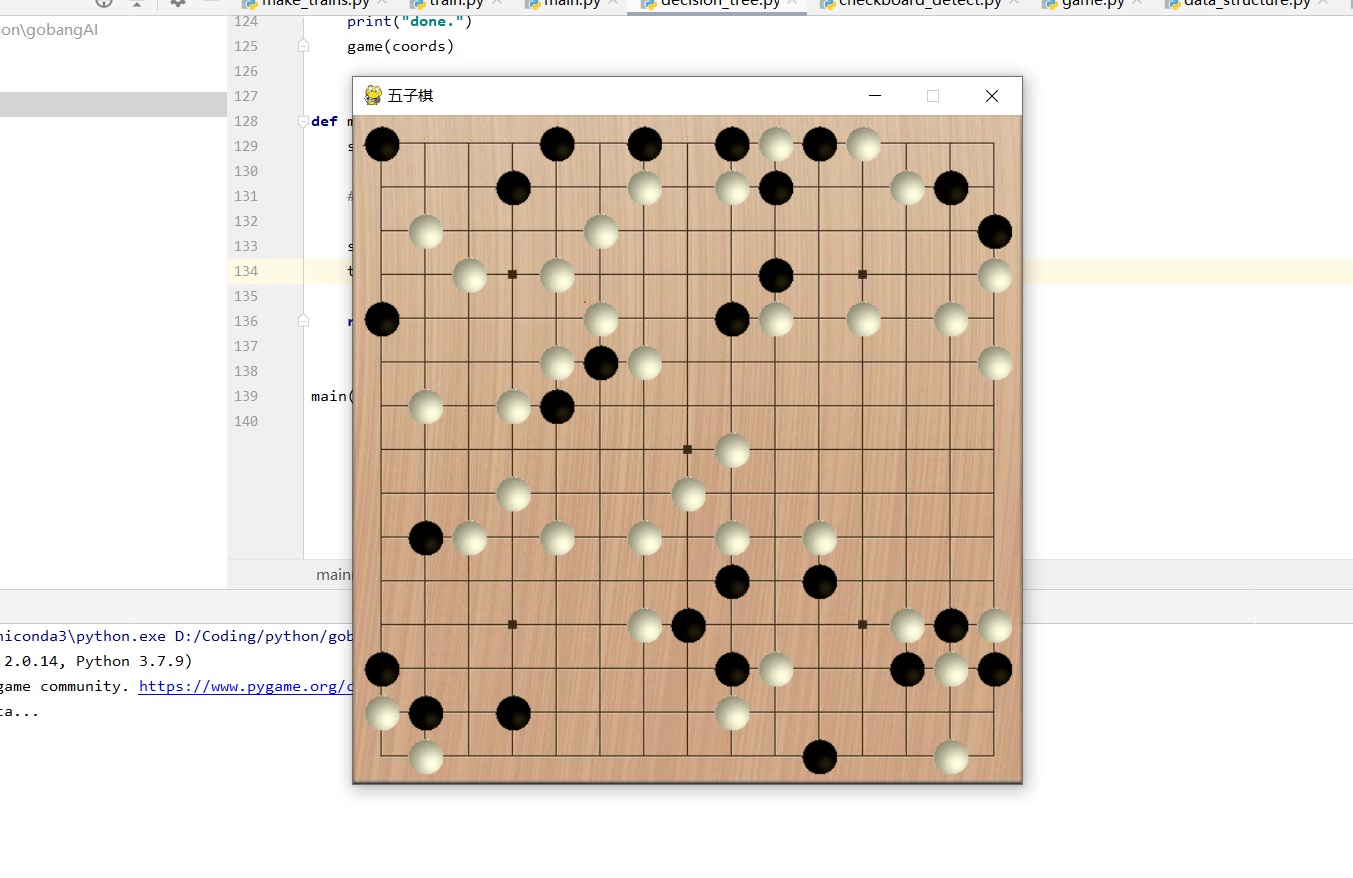 make_trains.py train.py main.py decision_tree.py checkboard_detect.py game.py data_structure.py
on\gobangAI
124 print("done.")
125 game(coords)
126
127
128 def m
129 s
130
131 #
132
133 s
134 t
135
136 r
137
138
139 main(
140
五子棋
main(
niconda3\python.exe D:/Coding/python/gob
2.0.14, Python 3.7.9)
game community. https://www.pygame.org/c
ta...